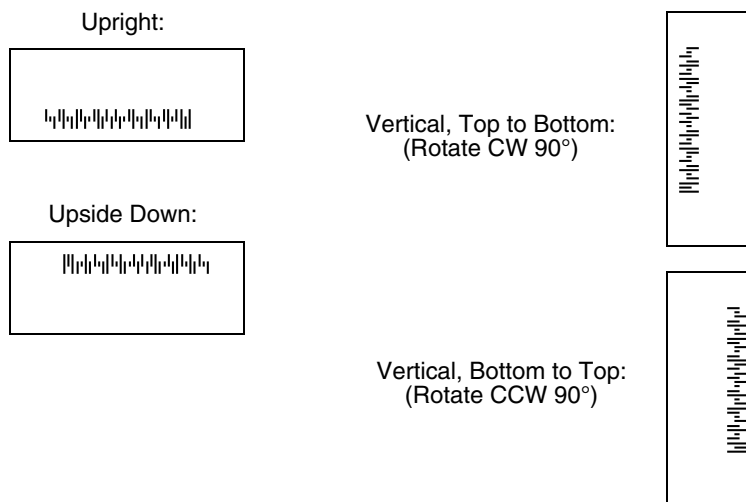 Upright:
Vertical, Top to Bottom:
(Rotate CW 90°)
Upside Down:
Vertical, Bottom to Top:
(Rotate CCW 90°)